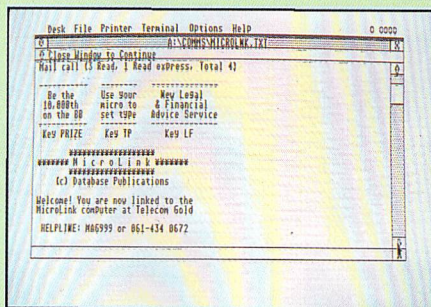 Desk File Printer Terminal Options Help
A:\COMMS\MICROLNK.TXT
Close Window to Continue
Mail call (3 Read, 1 Read exPress, Total 4)
Be the Use your New Legal
10,000th micro to & Financial
on the BB set type Advice Service
Key PRIZE Key TP Key LF
******************
******* M i c r o L i n k *******
******************
(c) Database Publications
Welcome! You are now linked to the
MicroLink computer at Telecom Gold
HELPLINE: MAG999 or 061-434 0672